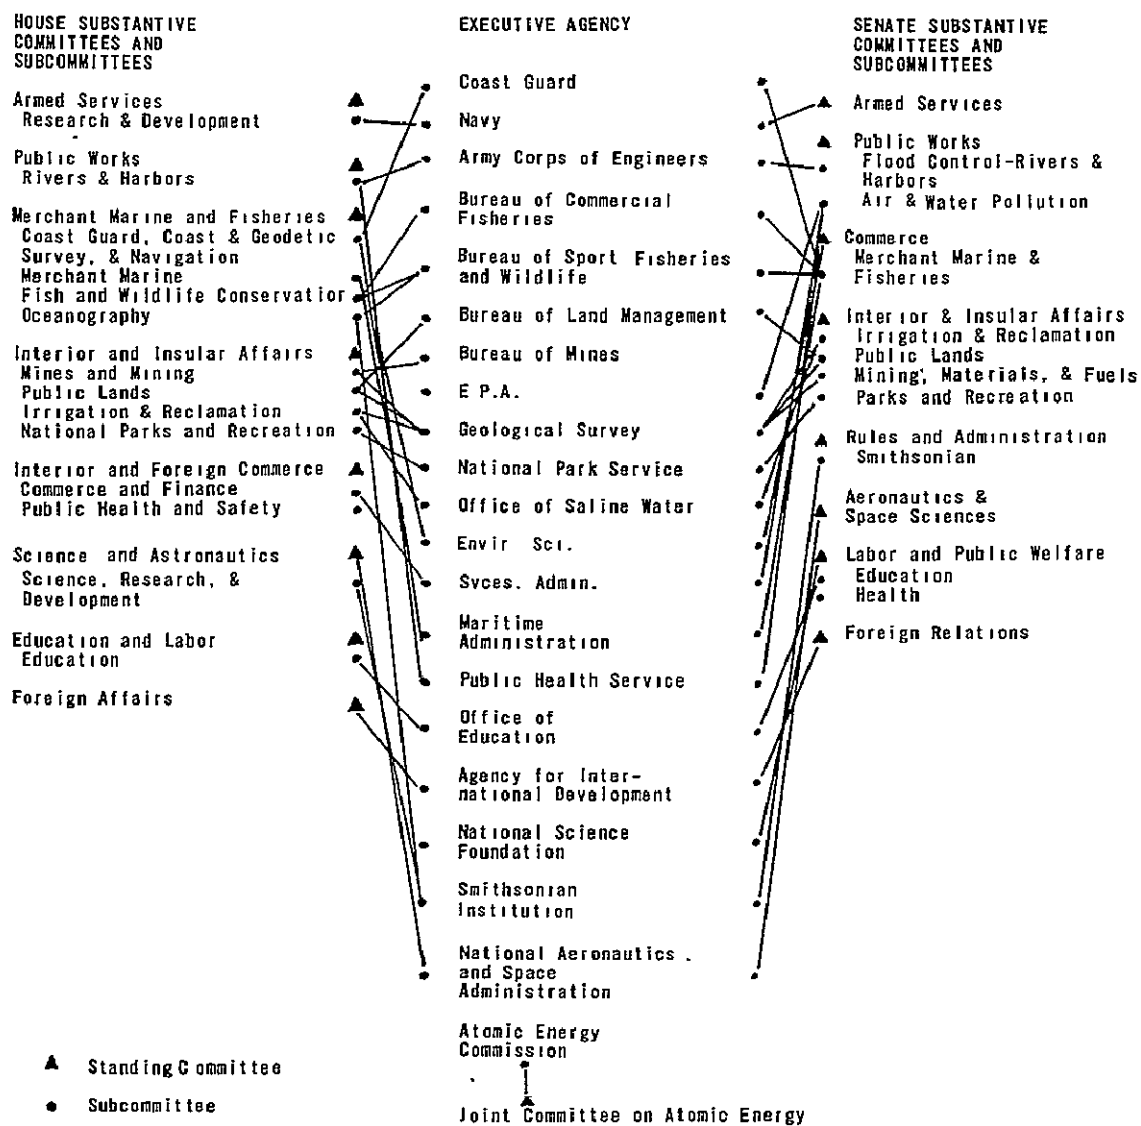 HOUSE SUBSTANTIVE
COMMITTEES AND
SUBCOMMITTEES
Armed Services
Research & Development
Public Works
Rivers & Harbors
Merchant Marine and Fisheries
Coast Guard, Coast & Geodetic
Survey, & Navigation
Merchant Marine
Fish and Wildlife Conservation
Oceanography
Interior and Insular Affairs
Mines and Mining
Public Lands
Irrigation & Reclamation
National Parks and Recreation
Interior and Foreign Commerce
Commerce and Finance
Public Health and Safety
Science and Astronautics
Science, Research, &
Development
Education and Labor
Education
Foreign Affairs
EXECUTIVE AGENCY
Coast Guard
Navy
Army Corps of Engineers
Bureau of Commercial
Fisheries
Bureau of Sport Fisheries
and Wildlife
Bureau of Land Management
Bureau of Mines
E P.A.
Geological Survey
National Park Service
Office of Saline Water
Envir Sci.
Svces. Admin.
Maritime
Administration
Public Health Service
Office of
Education
Agency for Inter-
national Development
National Science
Foundation
Smithsonian
Institution
National Aeronautics
and Space
Administration
Atomic Energy
Commission
Joint Committee on Atomic Energy
SENATE SUBSTANTIVE
COMMITTEES AND
SUBCOMMITTEES
Armed Services
Public Works
Flood Control-Rivers &
Harbors
Air & Water Pollution
Commerce
Merchant Marine &
Fisheries
Interior & Insular Affairs
Irrigation & Reclamation
Public Lands
Mining, Materials, & Fuels
Parks and Recreation
Rules and Administration
Smithsonian
Aeronautics &
Space Sciences
Labor and Public Welfare
Education
Health
Foreign Relations
Standing Committee
Subcommittee